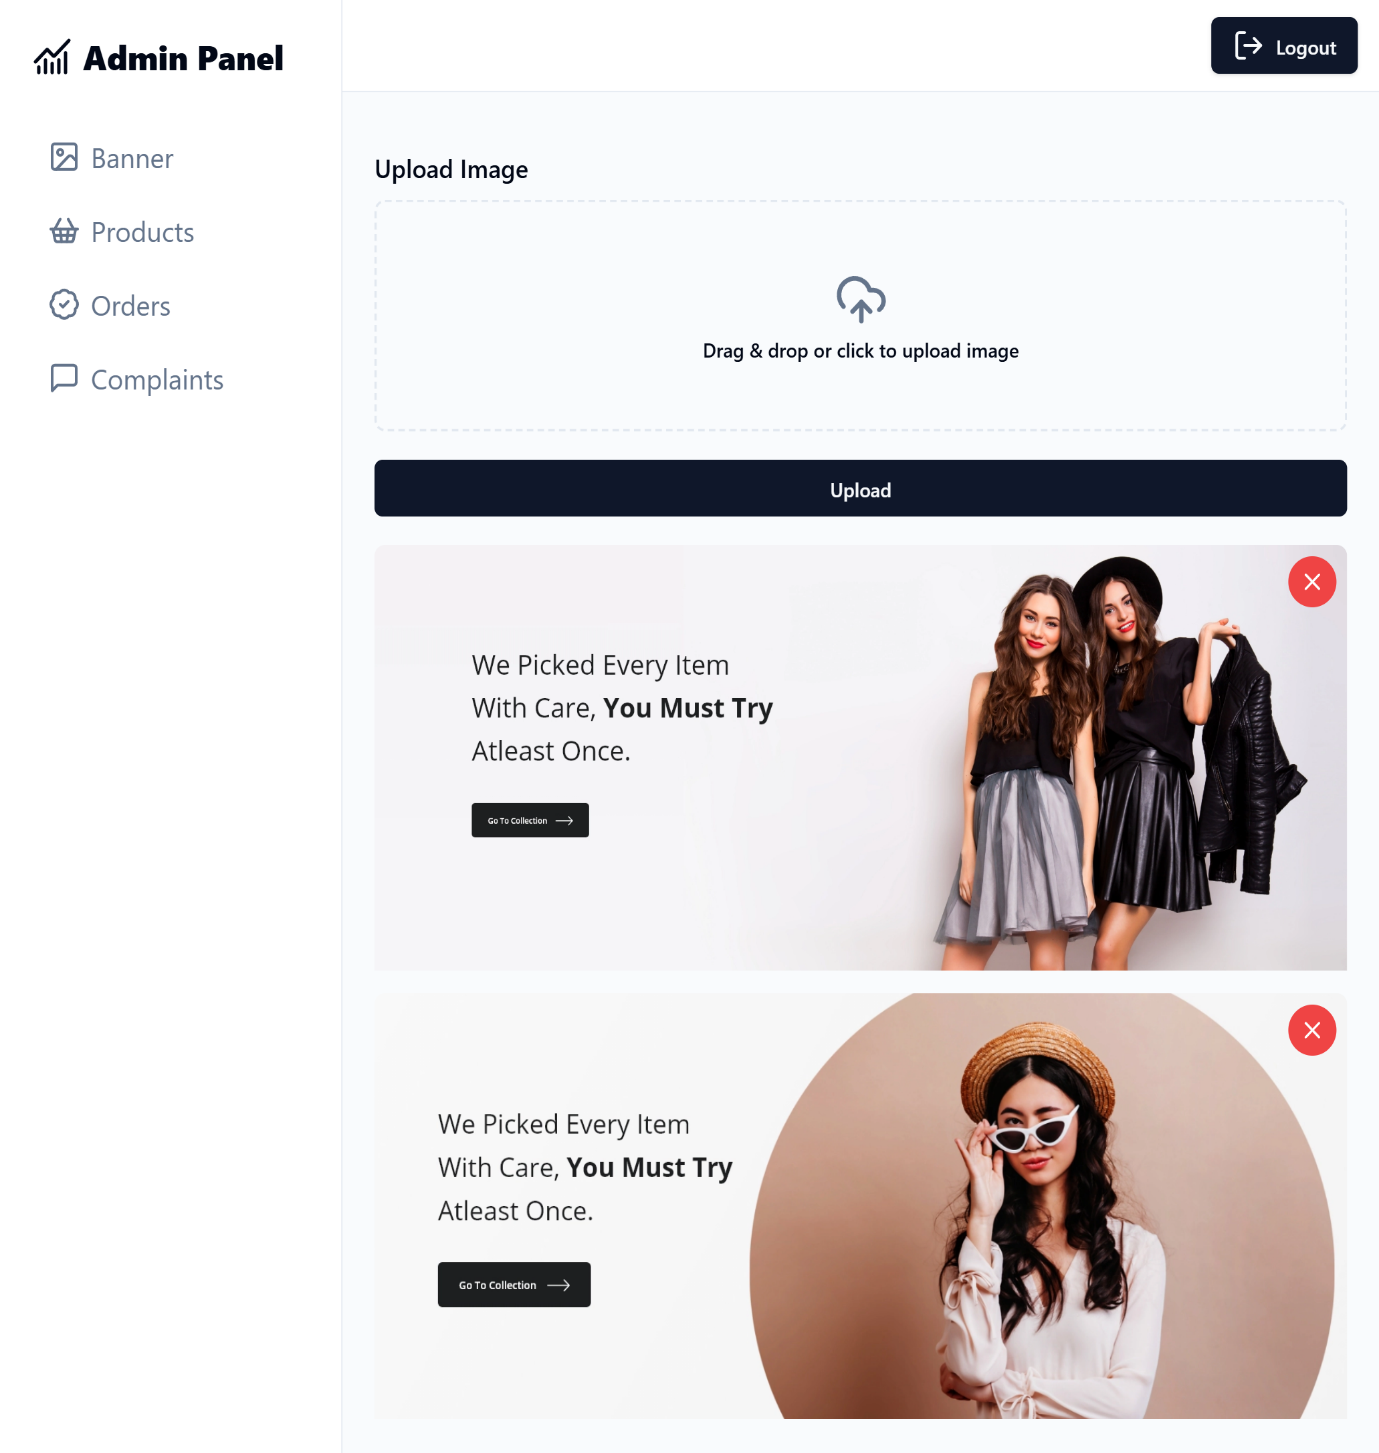 Admin Panel
Logout
Banner
Products
Orders
Complaints
Upload Image
Drag & drop or click to upload image
Upload
We Picked Every Item
With Care, You Must Try
Atleast Once.
Go To Collection
We Picked Every Item
With Care, You Must Try
Atleast Once.
Go To Collection